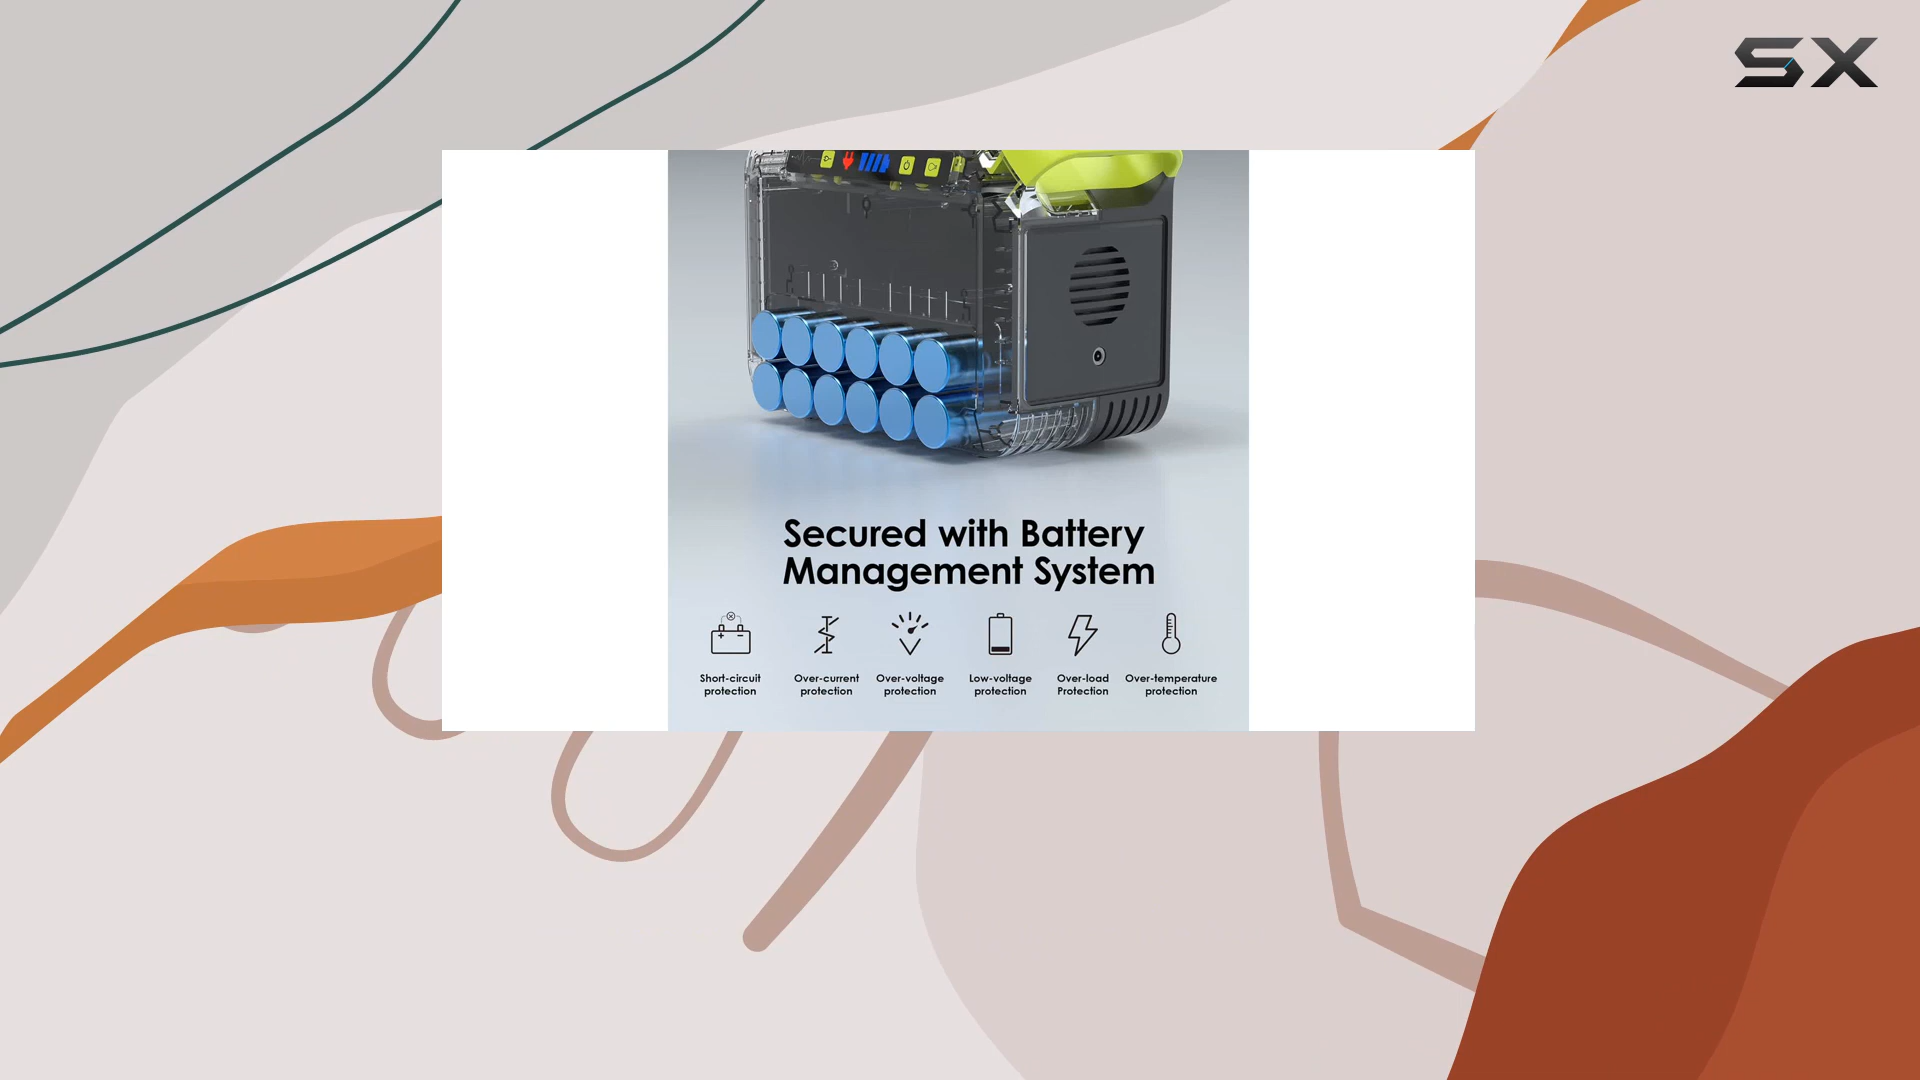 SX
Secured with Battery
Management System
Short-circuit
protection
Over-current
protection
Over-voltage
protection
Low-voltage
protection
Over-load
Protection
Over-temperature
protection